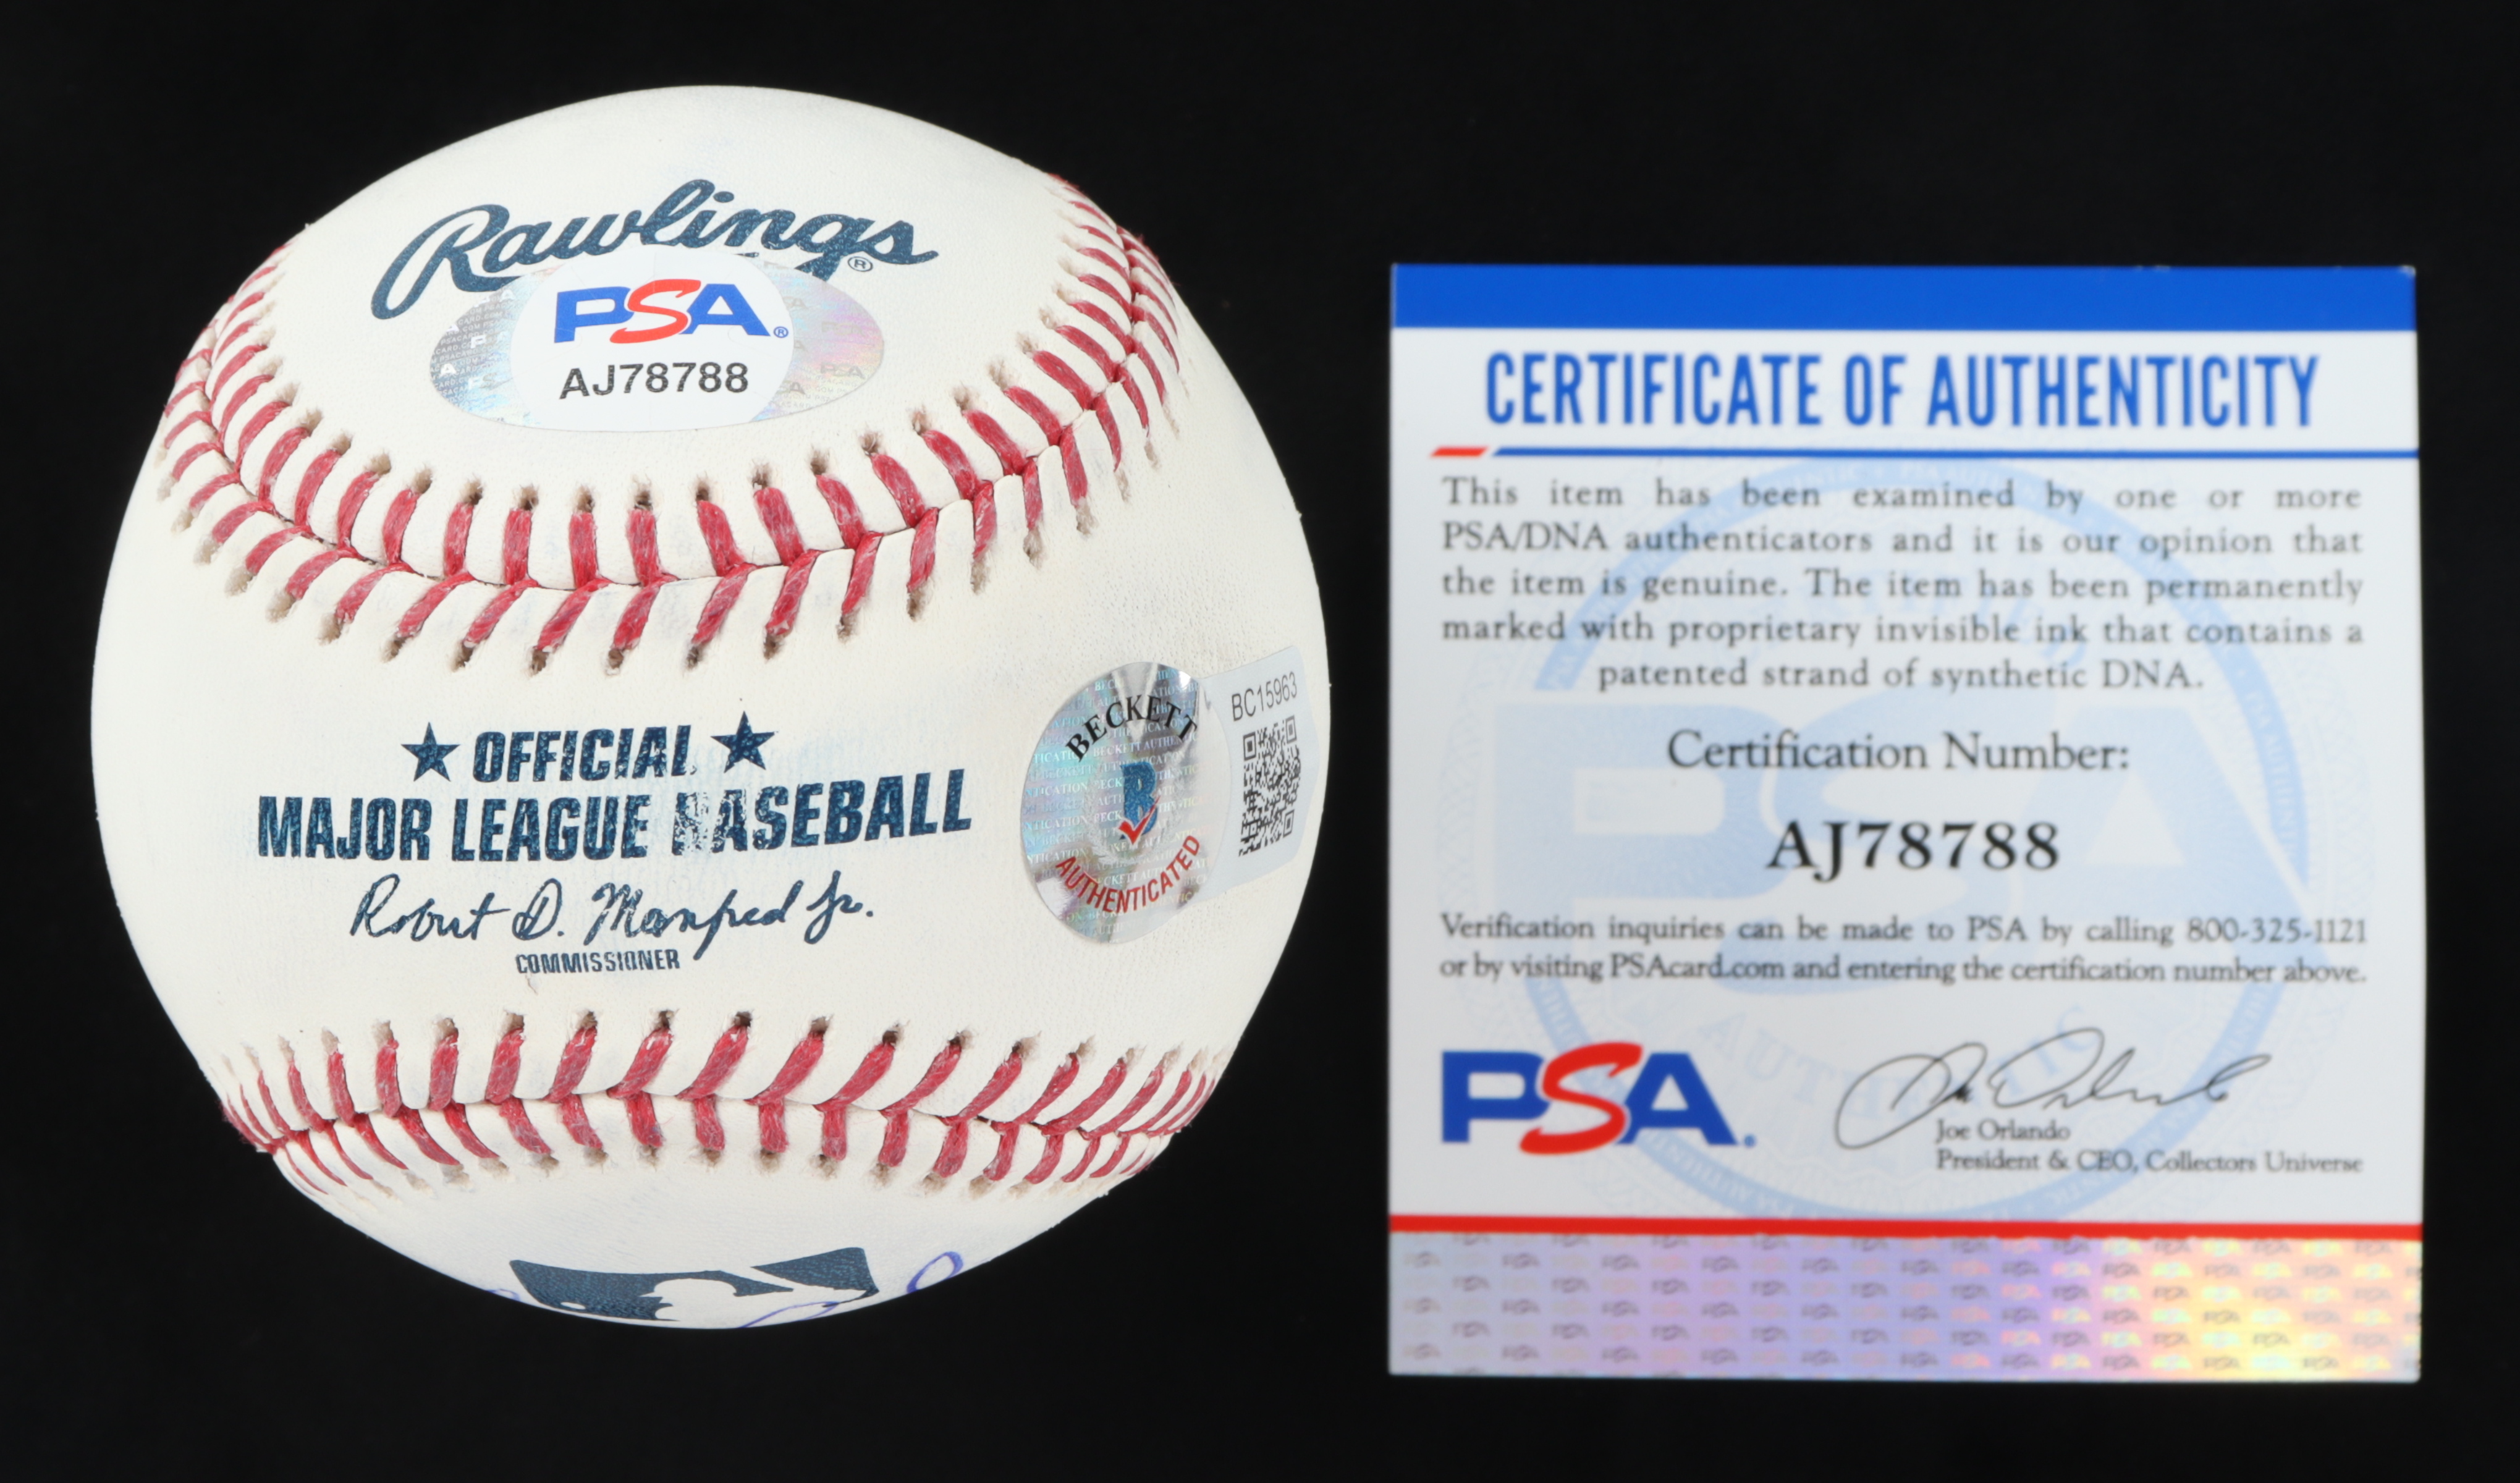 Rawlings®
PSA®
AJ78788
★ OFFICIAL ★
MAJOR LEAGUE BASEBALL
Robert D. Manfred Jr.
COMMISSIONER
BECKETT
B
AUTHENTICATED
BC15963
CERTIFICATE OF AUTHENTICITY
This item has been examined by one or more
PSA/DNA authenticators and it is our opinion that
the item is genuine. The item has been permanently
marked with proprietary invisible ink that contains a
patented strand of synthetic DNA.
Certification Number:
AJ78788
Verification inquiries can be made to PSA by calling 800-325-1121
or by visiting PSAcard.com and entering the certification number above.
PSA.
Joe Orlando
Joe Orlando
President & CEO, Collectors Universe